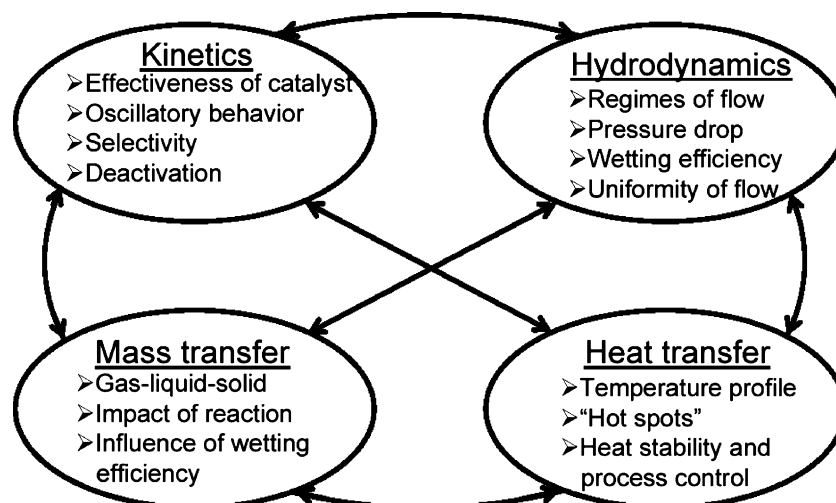 Kinetics
➢Effectiveness of catalyst
➢Oscillatory behavior
➢Selectivity
➢Deactivation
Hydrodynamics
➢Regimes of flow
➢Pressure drop
➢Wetting efficiency
➢Uniformity of flow
Mass transfer
➢Gas-liquid-solid
➢Impact of reaction
➢Influence of wetting
efficiency
Heat transfer
➢Temperature profile
➢“Hot spots”
➢Heat stability and
process control